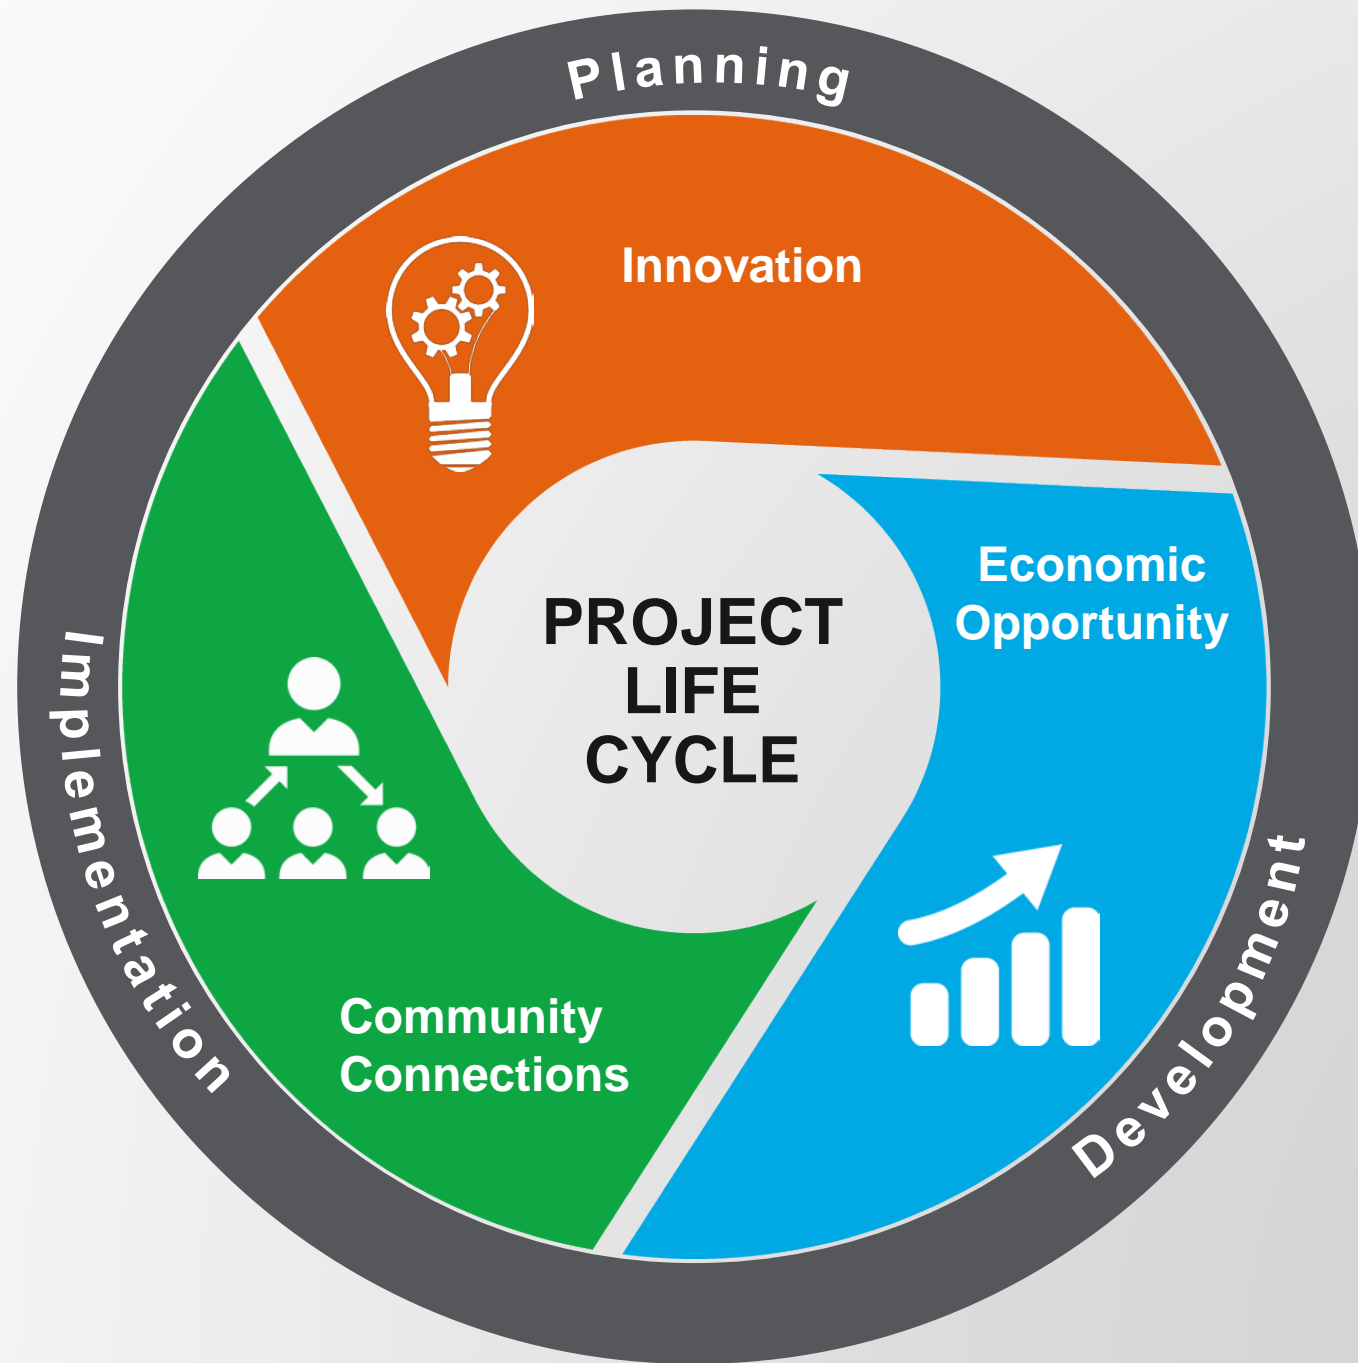 Planning
Innovation
Economic
Opportunity
PROJECT
LIFE
CYCLE
Implementation
Development
Community
Connections